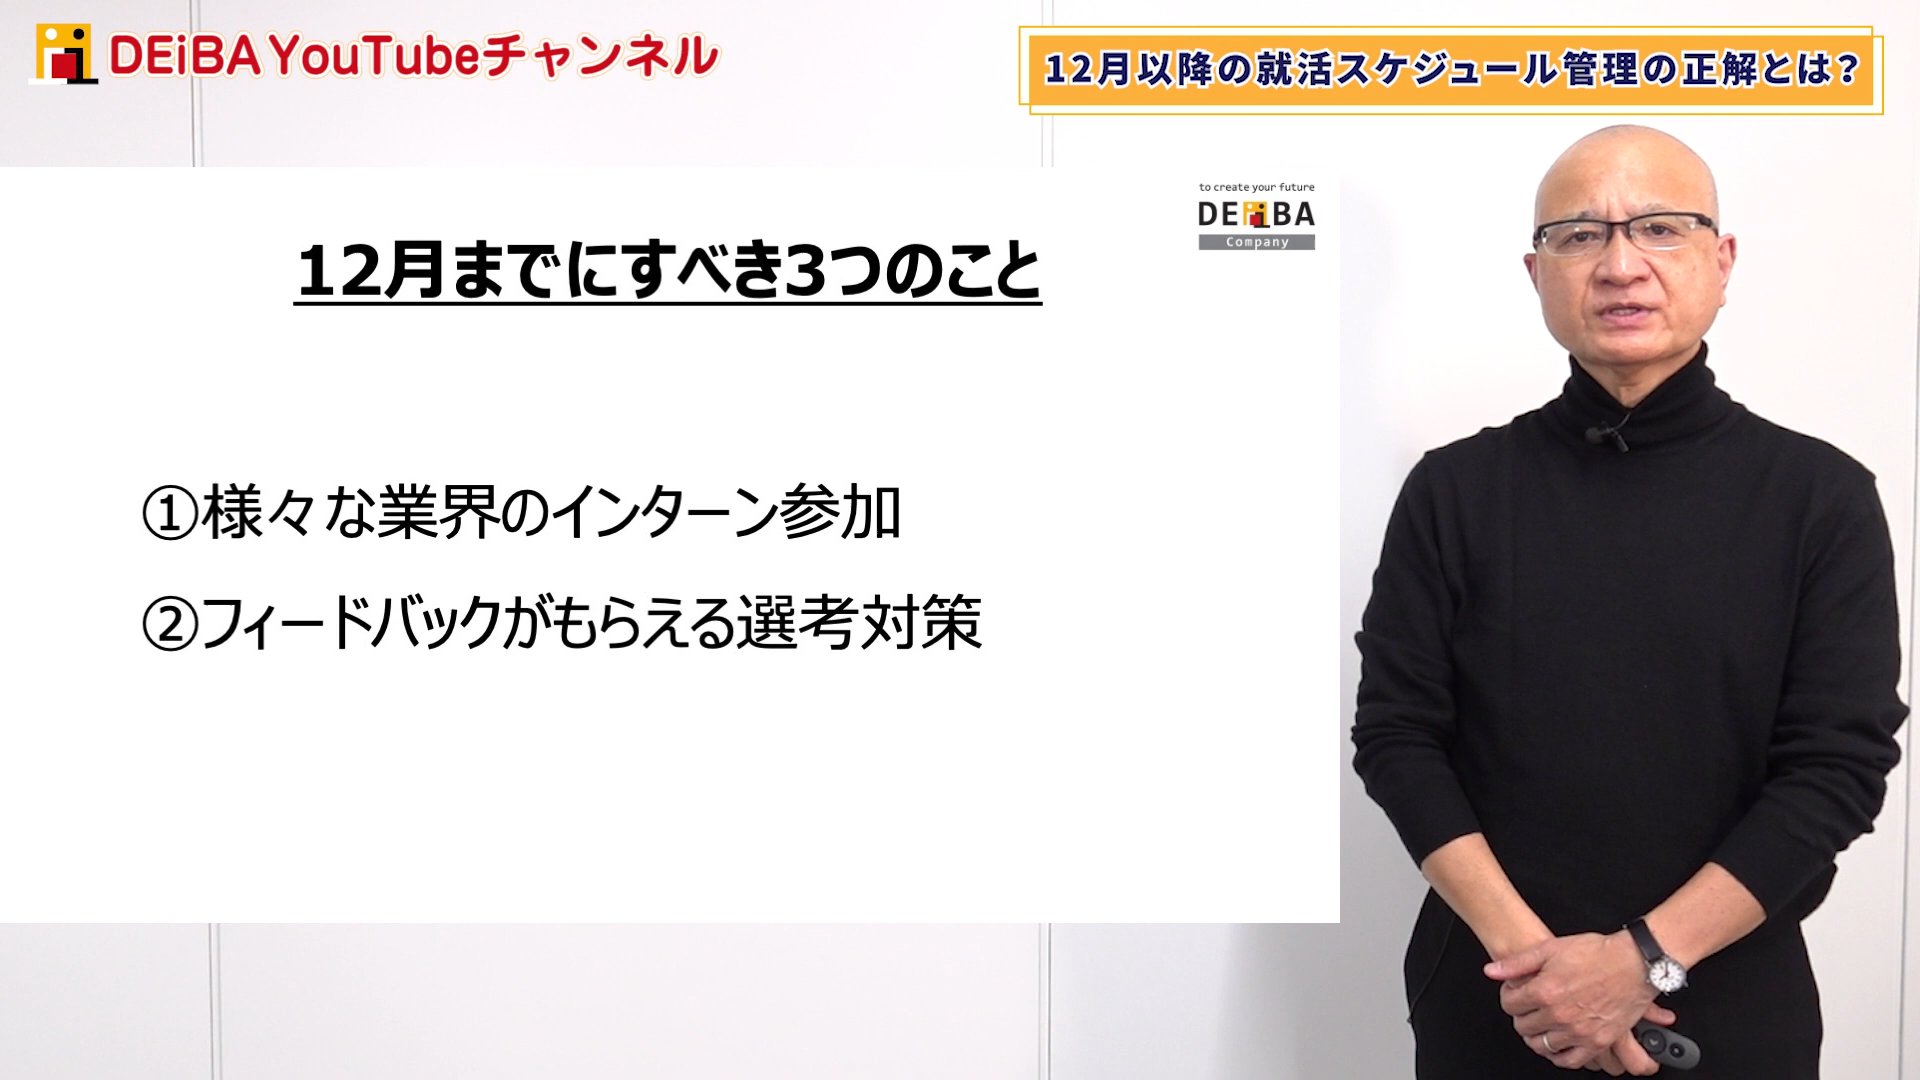 DEiBA YouTubeチャンネル
12月以降の就活スケジュール管理の正解とは？
to create your future
DEiBA
Company
12月までにすべき3つのこと
①様々な業界のインターン参加
②フィードバックがもらえる選考対策